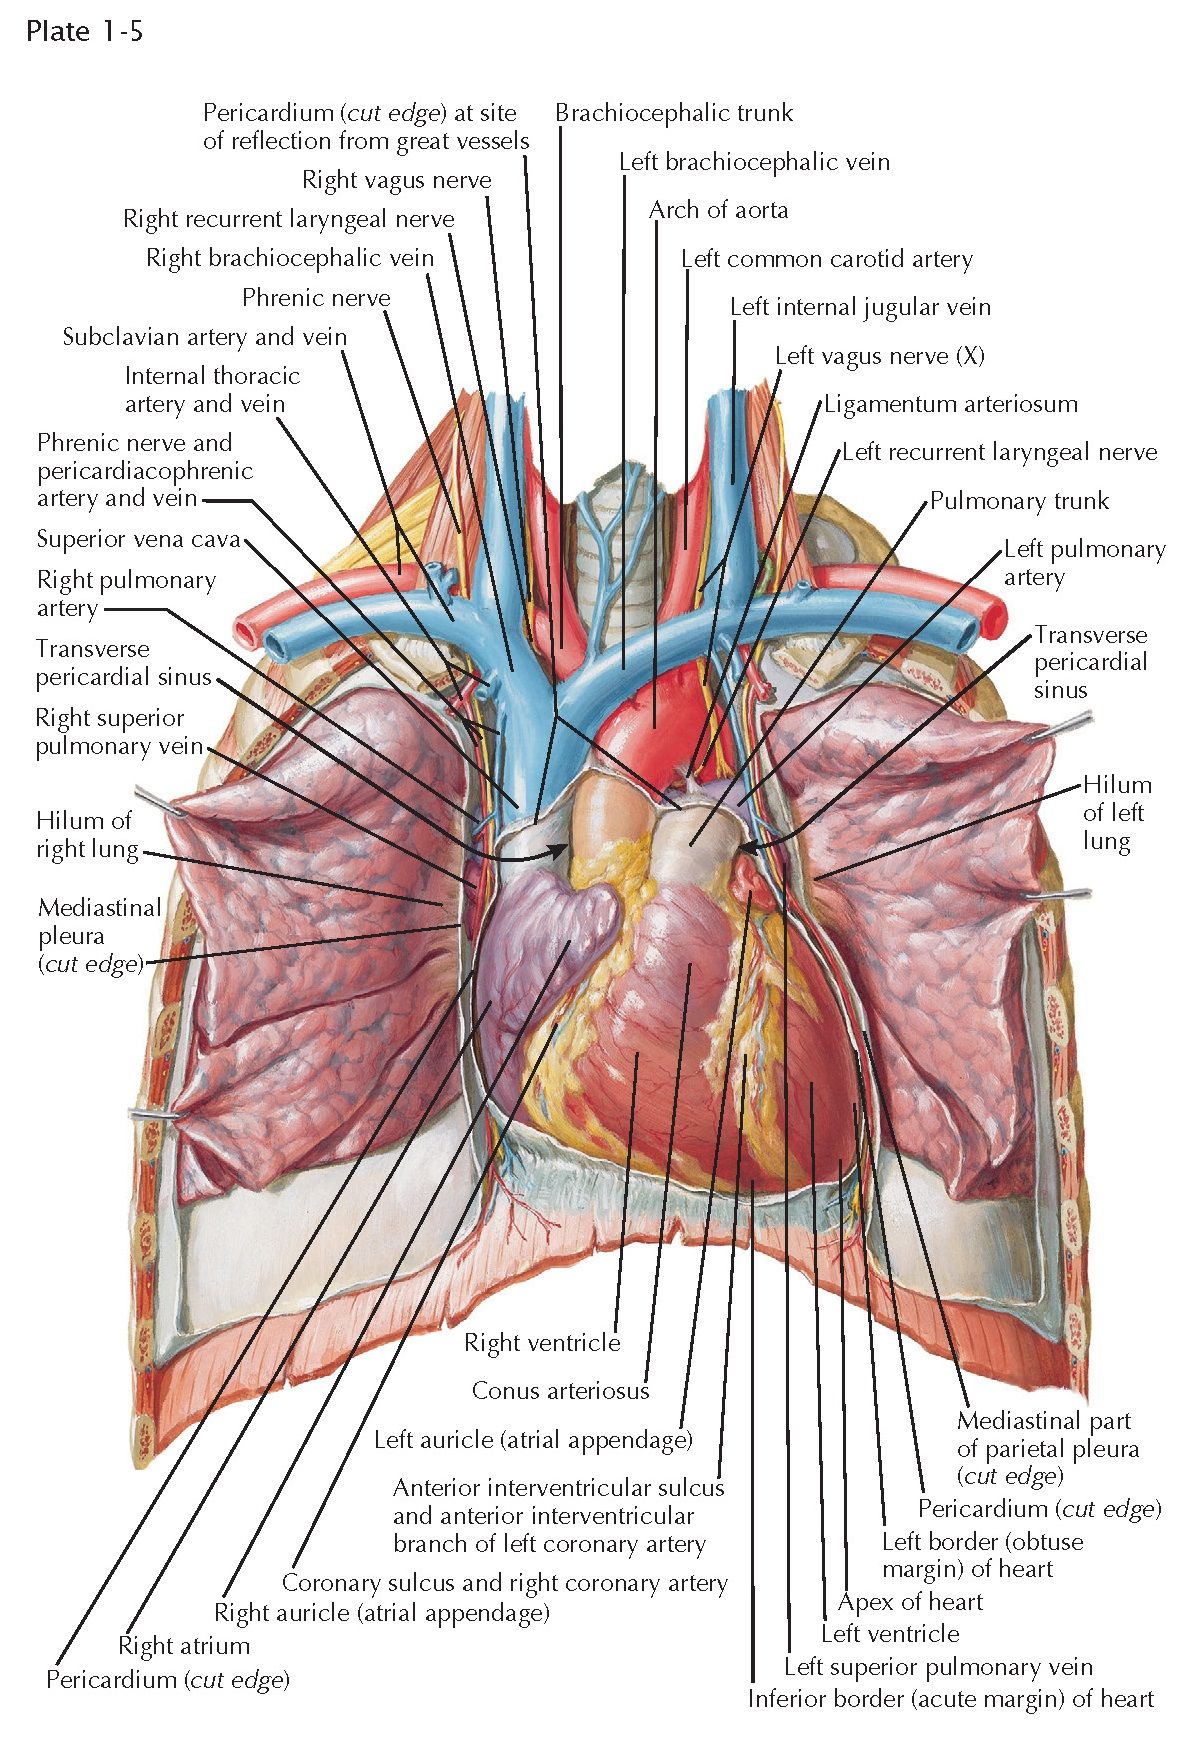 Plate 1-5
Pericardium (cut edge) at site
of reflection from great vessels
Right vagus nerve
Right recurrent laryngeal nerve
Right brachiocephalic vein
Phrenic nerve
Subclavian artery and vein
Internal thoracic
artery and vein
Phrenic nerve and
pericardiacophrenic
artery and vein
Superior vena cava
Right pulmonary
artery
Transverse
pericardial sinus
Right superior
pulmonary vein
Hilum of
right lung
Mediastinal
pleura
(cut edge)
Brachiocephalic trunk
Left brachiocephalic vein
Arch of aorta
Left common carotid artery
Left internal jugular vein
Left vagus nerve (X)
Ligamentum arteriosum
Left recurrent laryngeal nerve
Pulmonary trunk
Left pulmonary
artery
Transverse
pericardial
sinus
Hilum
of left
lung
Right ventricle
Conus arteriosus
Left auricle (atrial appendage)
Anterior interventricular sulcus
and anterior interventricular
branch of left coronary artery
Coronary sulcus and right coronary artery
Right auricle (atrial appendage)
Right atrium
Pericardium (cut edge)
Mediastinal part
of parietal pleura
(cut edge)
Pericardium (cut edge)
Left border (obtuse
margin) of heart
Apex of heart
Left ventricle
Left superior pulmonary vein
Inferior border (acute margin) of heart